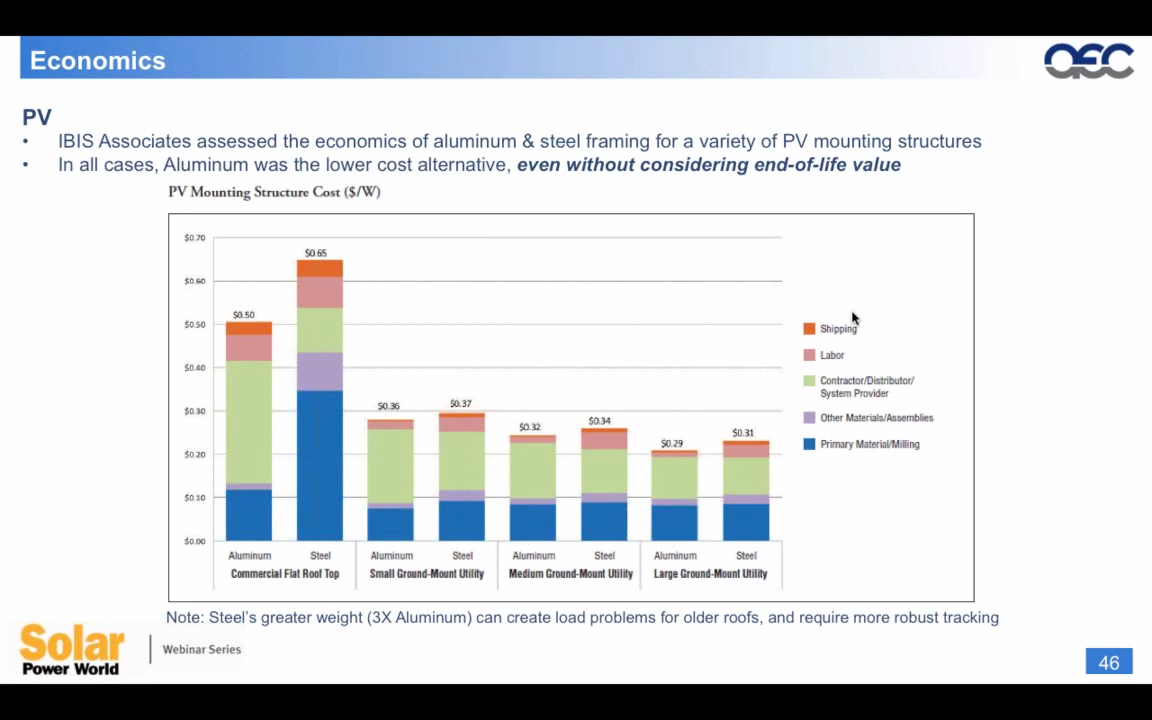 Economics
aec
PV
• IBIS Associates assessed the economics of aluminum & steel framing for a variety of PV mounting structures
• In all cases, Aluminum was the lower cost alternative, even without considering end-of-life value
PV Mounting Structure Cost ($/W)
$0.70
$0.60
$0.50
$0.40
$0.30
$0.20
$0.10
$0.00
$0.50
$0.65
$0.36
$0.37
$0.32
$0.34
$0.29
$0.31
Shipping
Labor
Contractor/Distributor/
System Provider
Other Materials/Assemblies
Primary Material/Milling
Aluminum Steel Aluminum Steel Aluminum Steel Aluminum Steel
Commercial Flat Roof Top Small Ground-Mount Utility Medium Ground-Mount Utility Large Ground-Mount Utility
Note: Steel's greater weight (3X Aluminum) can create load problems for older roofs, and require more robust tracking
Solar
Power World
Webinar Series
46